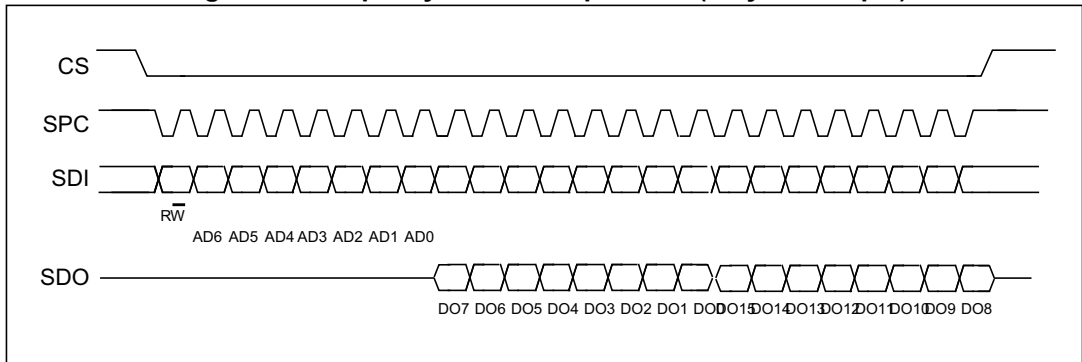 CS
SPC
SDI
RW
AD6 AD5 AD4 AD3 AD2 AD1 AD0
SDO
DO7 DO6 DO5 DO4 DO3 DO2 DO1 DO0 DO15 DO14 DO13 DO12 DO11 DO10 DO9 DO8